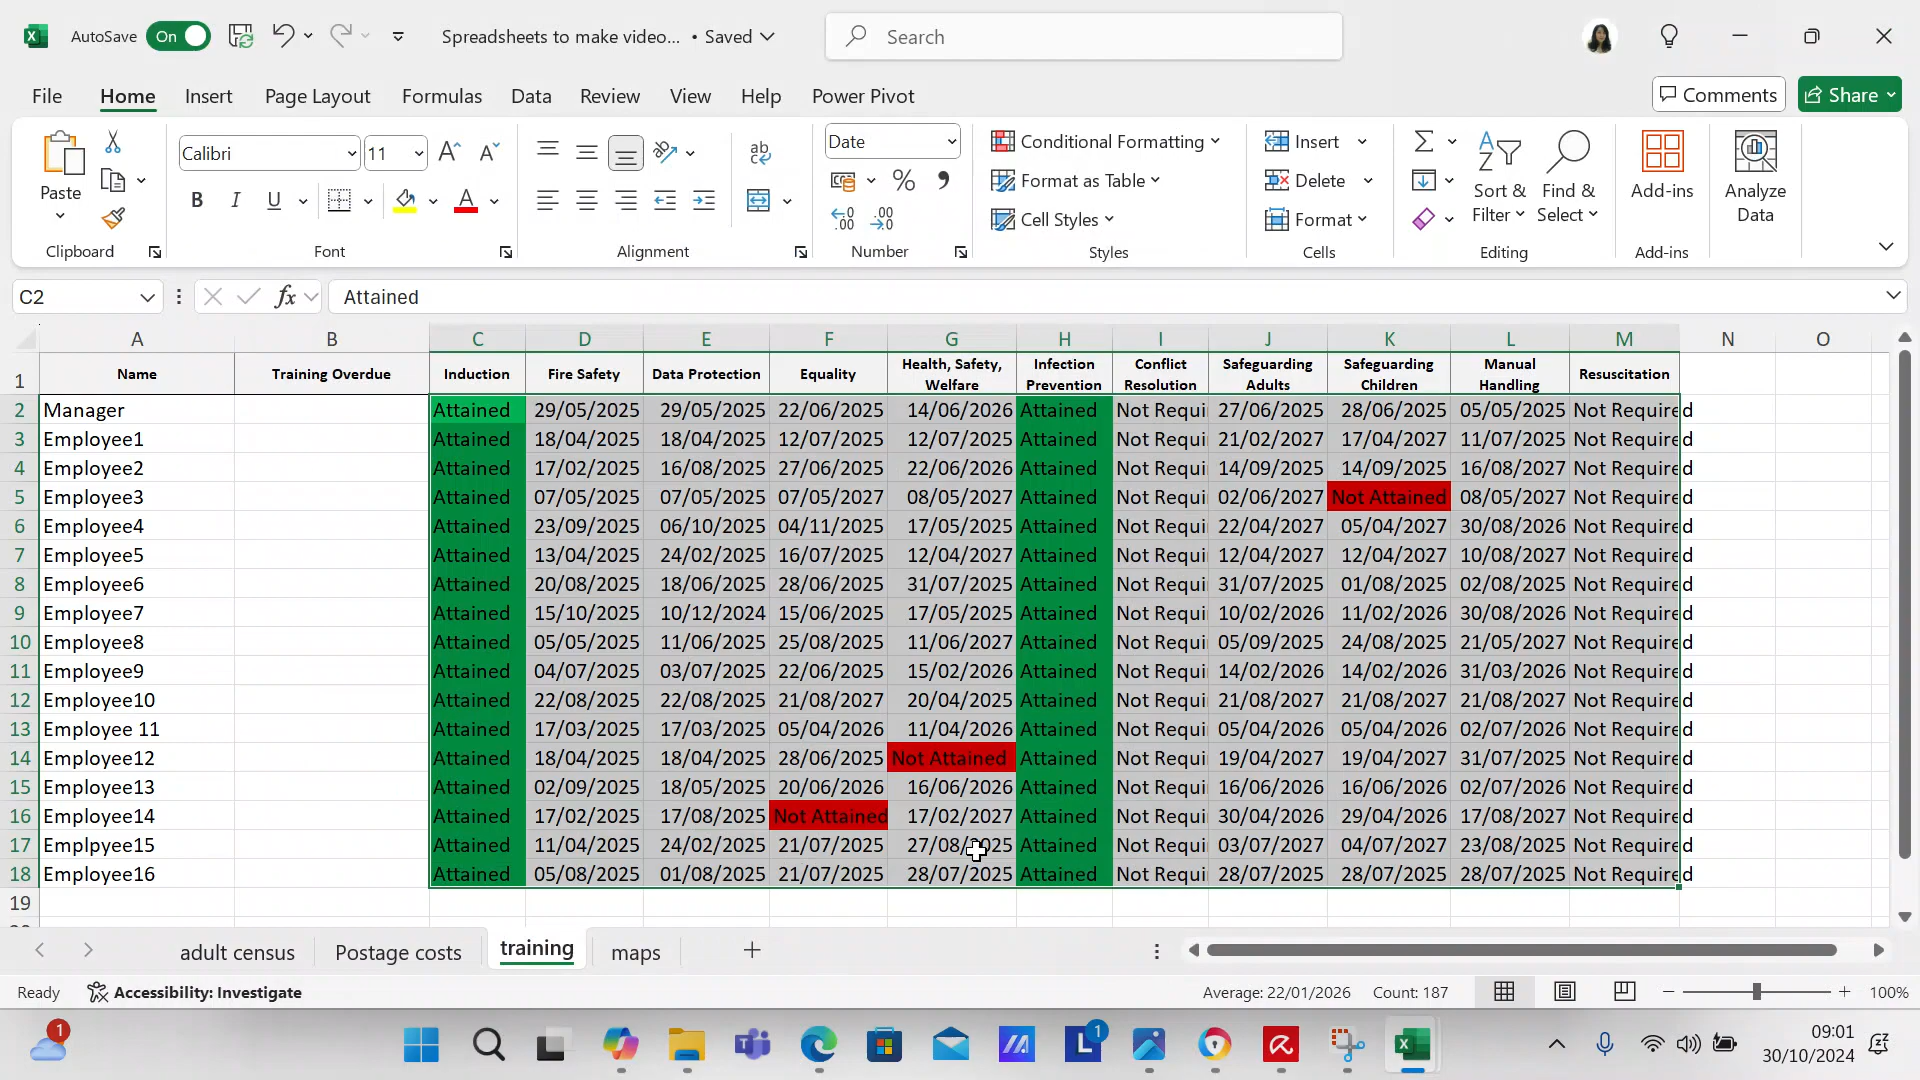 AutoSave On Spreadsheets to make video... • Saved Search
File Home Insert Page Layout Formulas Data Review View Help Power Pivot Comments Share
Paste
Clipboard
Calibri 11
B I U A
Font
ab
Alignment
Date
% ,
.00
Number
Conditional Formatting
Format as Table
Cell Styles
Styles
Insert
Delete
Format
Cells
Sort & Filter
Find & Select
Editing
Add-ins
Add-ins
Analyze Data
C2 fx Attained
A B C D E F G H I J K L M N O
1 Name Training Overdue Induction Fire Safety Data Protection Equality Health, Safety, Welfare Infection Prevention Conflict Resolution Safeguarding Adults Safeguarding Children Manual Handling Resuscitation
2 Manager Attained 29/05/2025 29/05/2025 22/06/2025 14/06/2026 Attained Not Requi 27/06/2025 28/06/2025 05/05/2025 Not Required
3 Employee1 Attained 18/04/2025 18/04/2025 12/07/2025 12/07/2025 Attained Not Requi 21/02/2027 17/04/2027 11/07/2025 Not Required
4 Employee2 Attained 17/02/2025 16/08/2025 27/06/2025 22/06/2026 Attained Not Requi 14/09/2025 14/09/2025 16/08/2027 Not Required
5 Employee3 Attained 07/05/2025 07/05/2025 07/05/2027 08/05/2027 Attained Not Requi 02/06/2027 Not Attained 08/05/2027 Not Required
6 Employee4 Attained 23/09/2025 06/10/2025 04/11/2025 17/05/2025 Attained Not Requi 22/04/2027 05/04/2027 30/08/2026 Not Required
7 Employee5 Attained 13/04/2025 24/02/2025 16/07/2025 12/04/2027 Attained Not Requi 12/04/2027 12/04/2027 10/08/2027 Not Required
8 Employee6 Attained 20/08/2025 18/06/2025 28/06/2025 31/07/2025 Attained Not Requi 31/07/2025 01/08/2025 02/08/2025 Not Required
9 Employee7 Attained 15/10/2025 10/12/2024 15/06/2025 17/05/2025 Attained Not Requi 10/02/2026 11/02/2026 30/08/2026 Not Required
10 Employee8 Attained 05/05/2025 11/06/2025 25/08/2025 11/06/2027 Attained Not Requi 05/09/2025 24/08/2025 21/05/2027 Not Required
11 Employee9 Attained 04/07/2025 03/07/2025 22/06/2025 15/02/2026 Attained Not Requi 14/02/2026 14/02/2026 31/03/2026 Not Required
12 Employee10 Attained 22/08/2025 22/08/2025 21/08/2027 20/04/2025 Attained Not Requi 21/08/2027 21/08/2027 21/08/2027 Not Required
13 Employee 11 Attained 17/03/2025 17/03/2025 05/04/2026 11/04/2026 Attained Not Requi 05/04/2026 05/04/2026 02/07/2026 Not Required
14 Employee12 Attained 18/04/2025 18/04/2025 28/06/2025 Not Attained Attained Not Requi 19/04/2027 19/04/2027 31/07/2025 Not Required
15 Employee13 Attained 02/09/2025 18/05/2025 20/06/2026 16/06/2026 Attained Not Requi 16/06/2026 16/06/2026 02/07/2026 Not Required
16 Employee14 Attained 17/02/2025 17/08/2025 Not Attained 17/02/2027 Attained Not Requi 30/04/2026 29/04/2026 17/08/2027 Not Required
17 Emplpyee15 Attained 11/04/2025 24/02/2025 21/07/2025 27/08/2025 Attained Not Requi 03/07/2027 04/07/2027 23/08/2025 Not Required
18 Employee16 Attained 05/08/2025 01/08/2025 21/07/2025 28/07/2025 Attained Not Requi 28/07/2025 28/07/2025 28/07/2025 Not Required
19
adult census Postage costs training maps
Ready Accessibility: Investigate Average: 22/01/2026 Count: 187 100%
1 L 1 09:01
30/10/2024